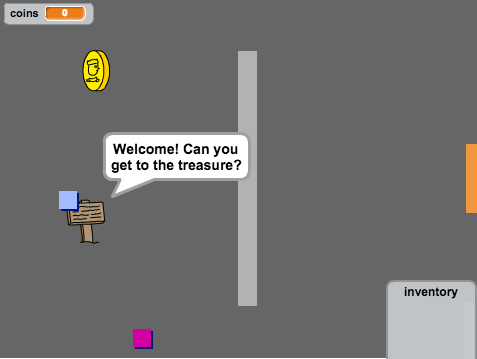 coins 0
Welcome! Can you
get to the treasure?
inventory